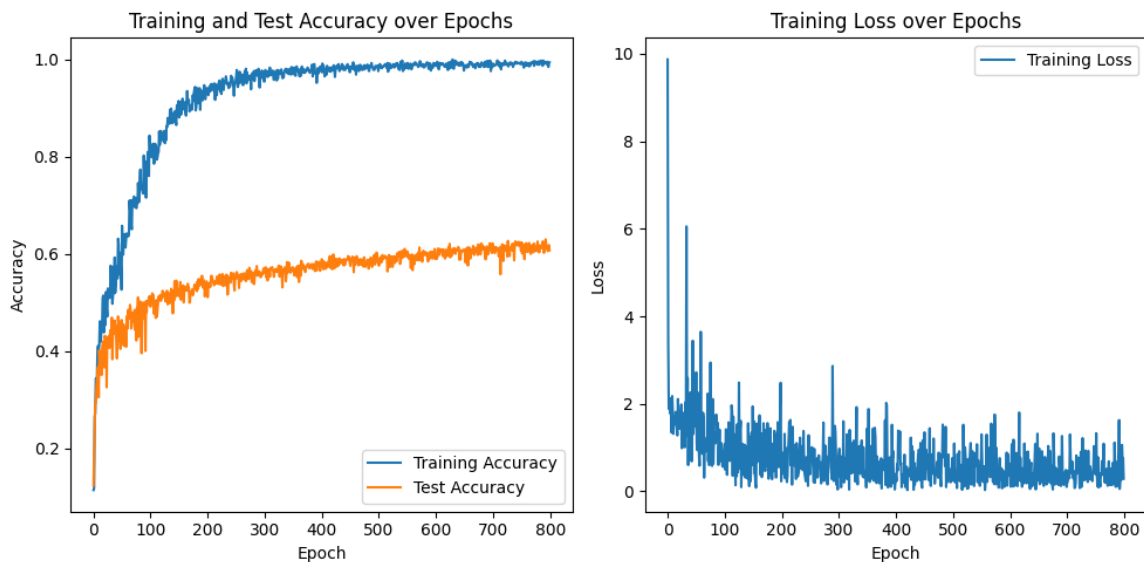 Training and Test Accuracy over Epochs
1.0
0.8
0.6
0.4
0.2
Accuracy
Training Accuracy
Test Accuracy
0 100 200 300 400 500 600 700 800
Epoch
Training Loss over Epochs
10
8
6
4
2
0
Loss
Training Loss
0 100 200 300 400 500 600 700 800
Epoch